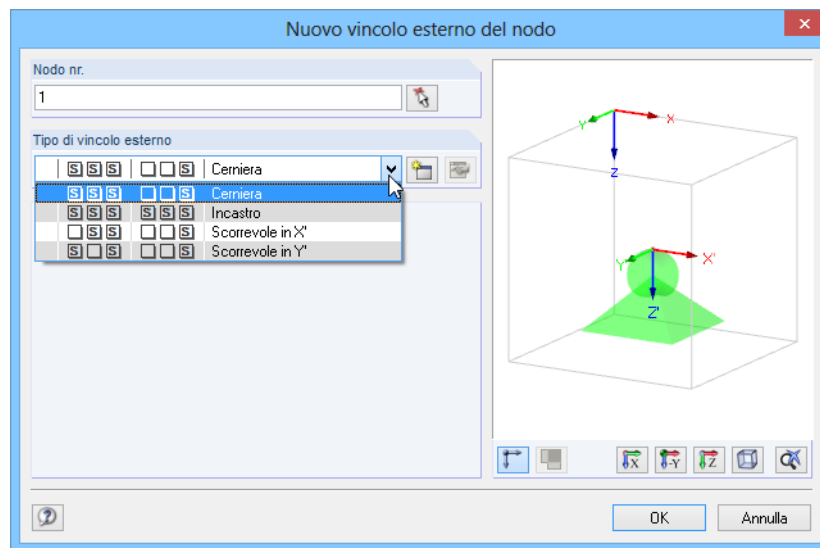 Nuovo vincolo esterno del nodo
Nodo nr.
1
Tipo di vincolo esterno
S S S S Cerniera
S S S S Cerniera
S S S S S S Incastro
S S Scorrevole in X'
S S S Scorrevole in Y'
Y X
Z
Y' X'
Z'
X -Y Z
OK Annulla